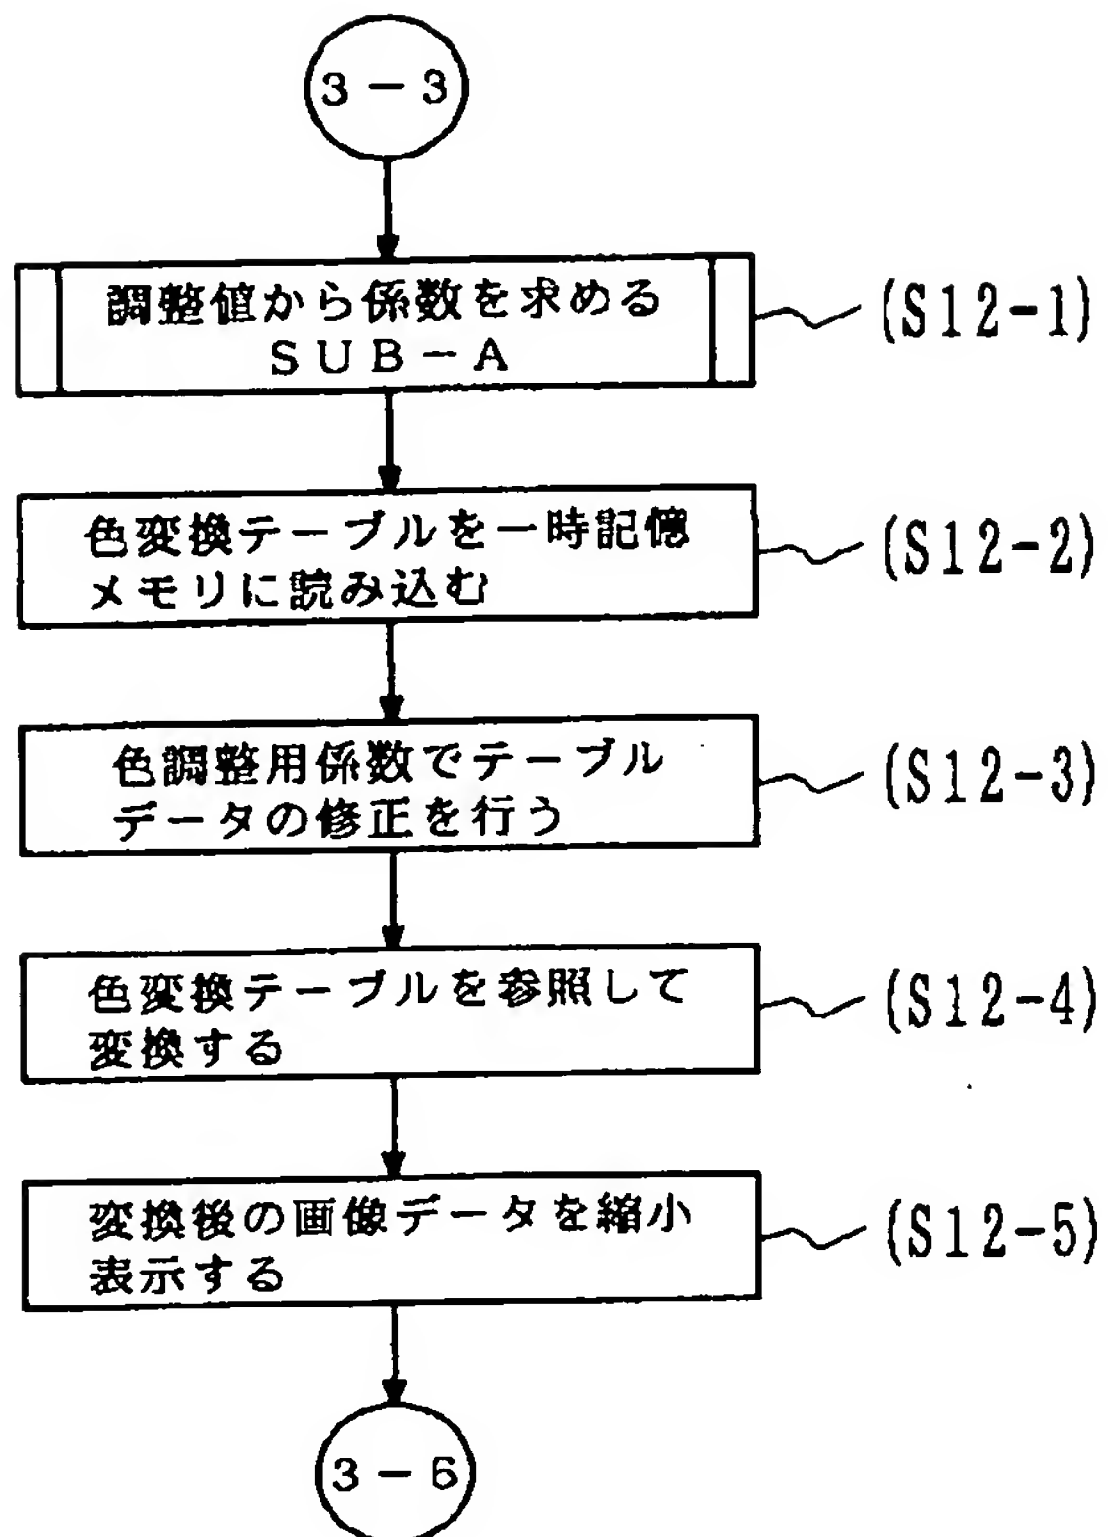 3－3
調整値から係数を求める
SUB－A
(S12-1)
色変換テーブルを一時記憶
メモリに読み込む
(S12-2)
色調整用係数でテーブル
データの修正を行う
(S12-3)
色変換テーブルを参照して
変換する
(S12-4)
変換後の画像データを縮小
表示する
(S12-5)
3－6